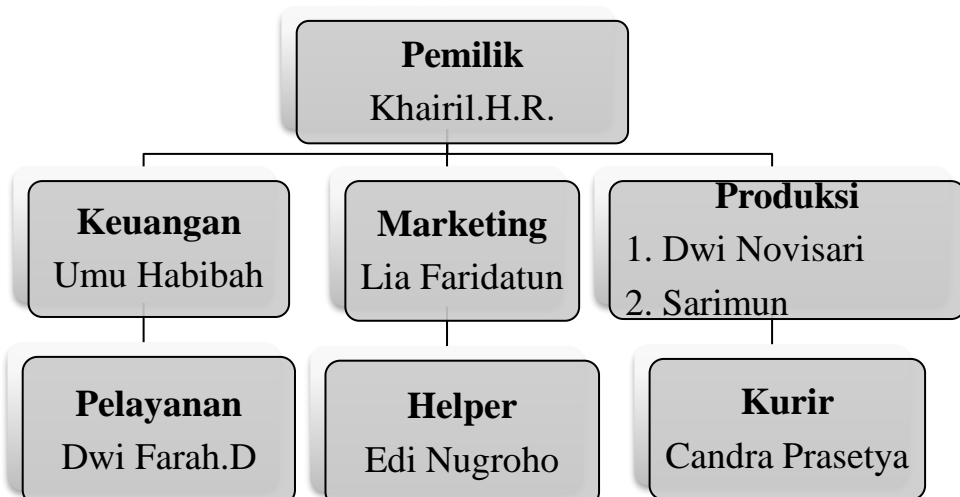 Pemilik
Khairil.H.R.
Keuangan
Umu Habibah
Marketing
Lia Faridatun
Produksi
1. Dwi Novisari
2. Sarimun
Pelayanan
Dwi Farah.D
Helper
Edi Nugroho
Kurir
Candra Prasetya